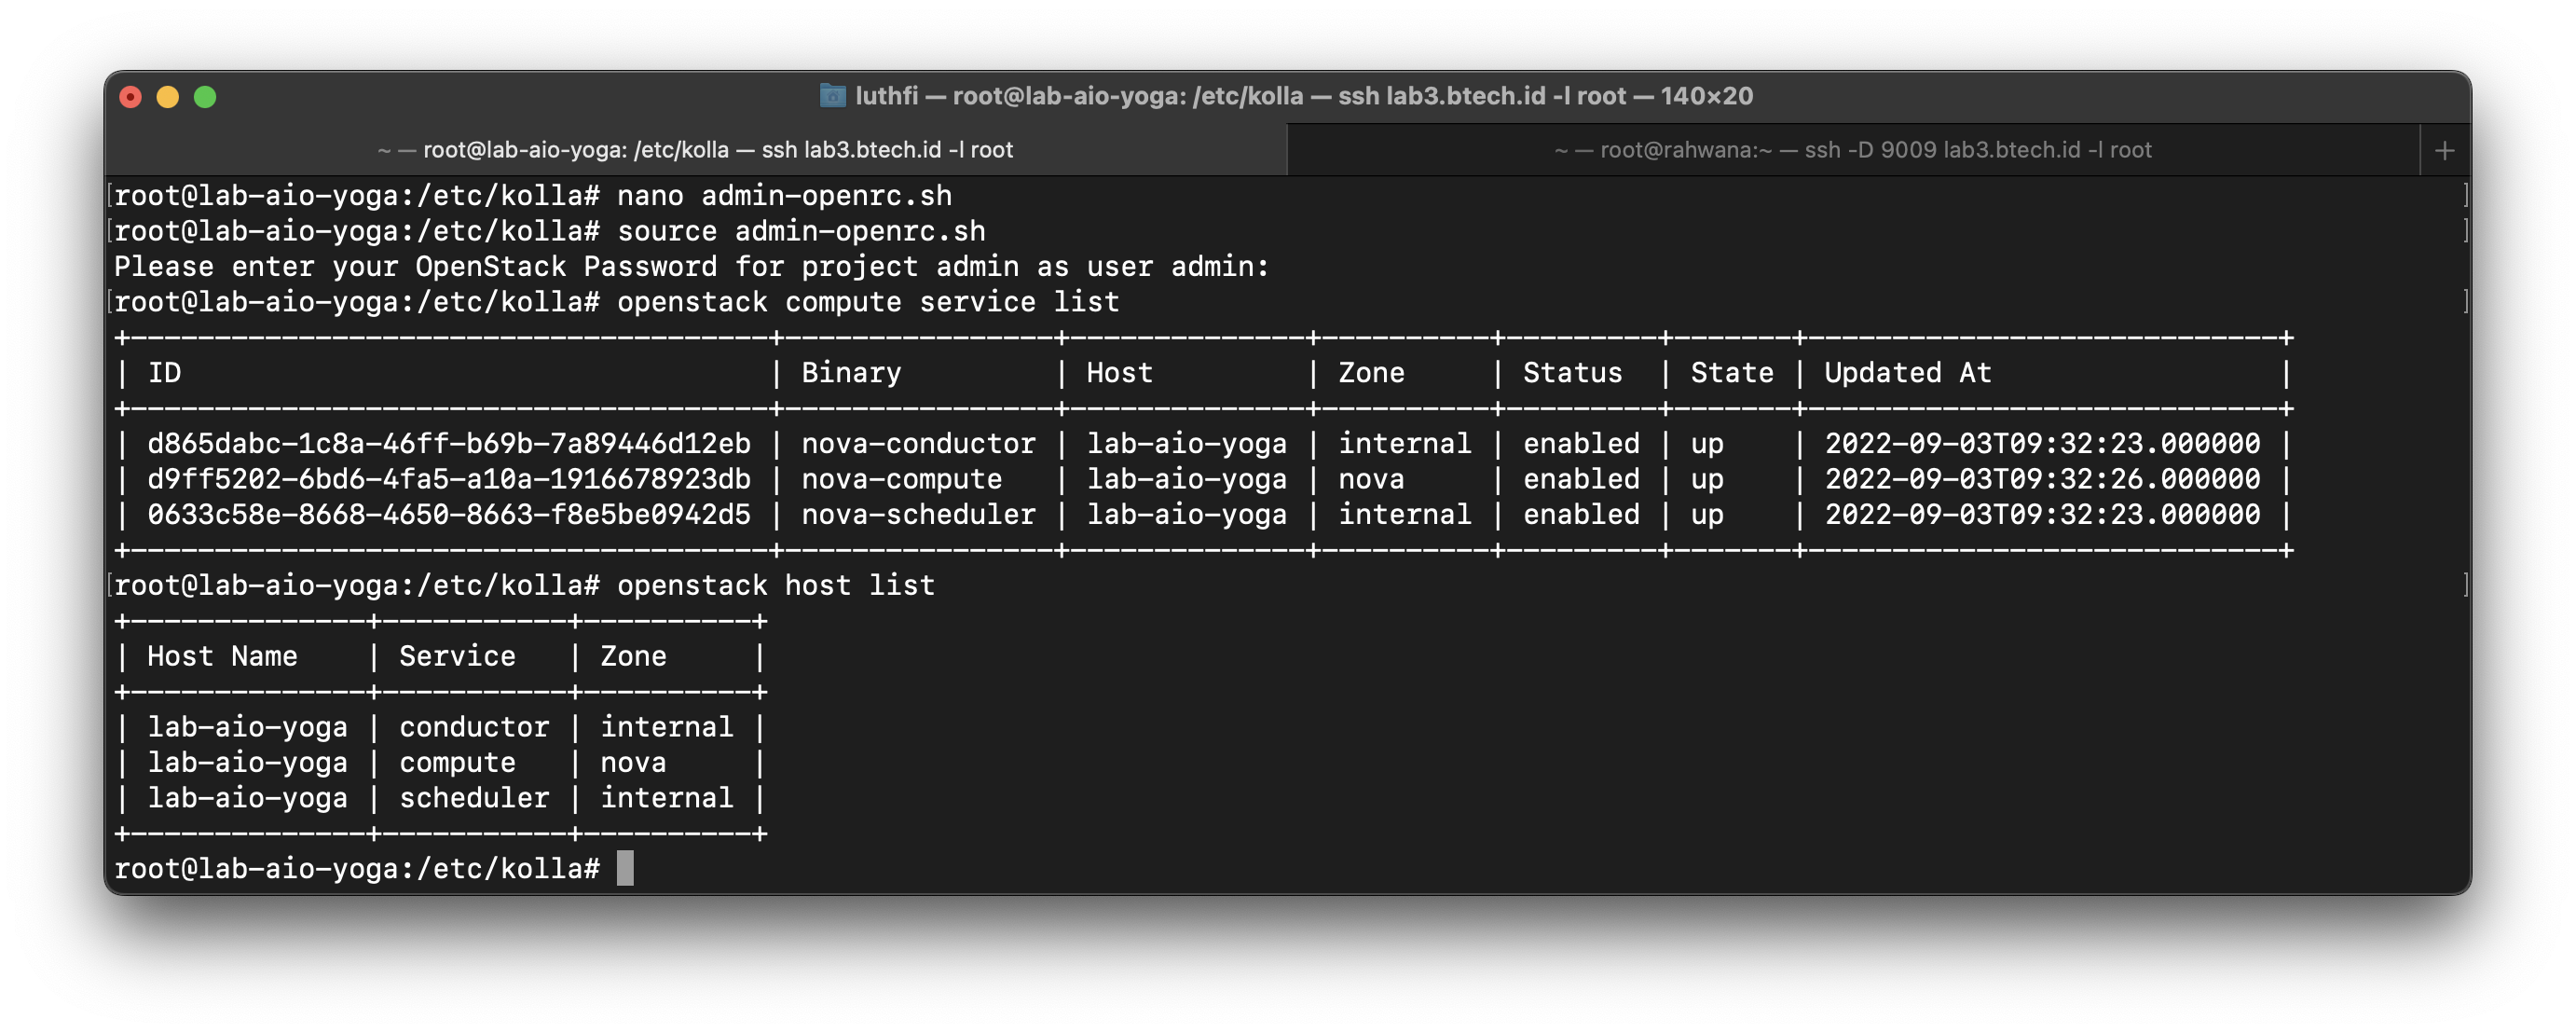 luthfi — root@lab-aio-yoga: /etc/kolla — ssh lab3.btech.id -l root — 140×20
~ — root@lab-aio-yoga: /etc/kolla — ssh lab3.btech.id -l root
~ — root@rahwana:~ — ssh -D 9009 lab3.btech.id -l root
+
[root@lab-aio-yoga:/etc/kolla# nano admin-openrc.sh ]
[root@lab-aio-yoga:/etc/kolla# source admin-openrc.sh ]
Please enter your OpenStack Password for project admin as user admin:
[root@lab-aio-yoga:/etc/kolla# openstack compute service list ]
+--------------------------------------+----------------+---------------+----------+---------+-------+----------------------------+
| ID                                   | Binary         | Host         | Zone     | Status  | State | Updated At                 |
+--------------------------------------+----------------+--------------+----------+---------+-------+----------------------------+
| d865dabc-1c8a-46ff-b69b-7a89446d12eb | nova-conductor | lab-aio-yoga | internal | enabled | up    | 2022-09-03T09:32:23.000000 |
| d9ff5202-6bd6-4fa5-a10a-1916678923db | nova-compute   | lab-aio-yoga | nova     | enabled | up    | 2022-09-03T09:32:26.000000 |
| 0633c58e-8668-4650-8663-f8e5be0942d5 | nova-scheduler | lab-aio-yoga | internal | enabled | up    | 2022-09-03T09:32:23.000000 |
+--------------------------------------+----------------+--------------+----------+---------+-------+----------------------------+
[root@lab-aio-yoga:/etc/kolla# openstack host list ]
+--------------+-----------+----------+
| Host Name    | Service   | Zone     |
+--------------+-----------+----------+
| lab-aio-yoga | conductor | internal |
| lab-aio-yoga | compute   | nova     |
| lab-aio-yoga | scheduler | internal |
+--------------+-----------+----------+
root@lab-aio-yoga:/etc/kolla#